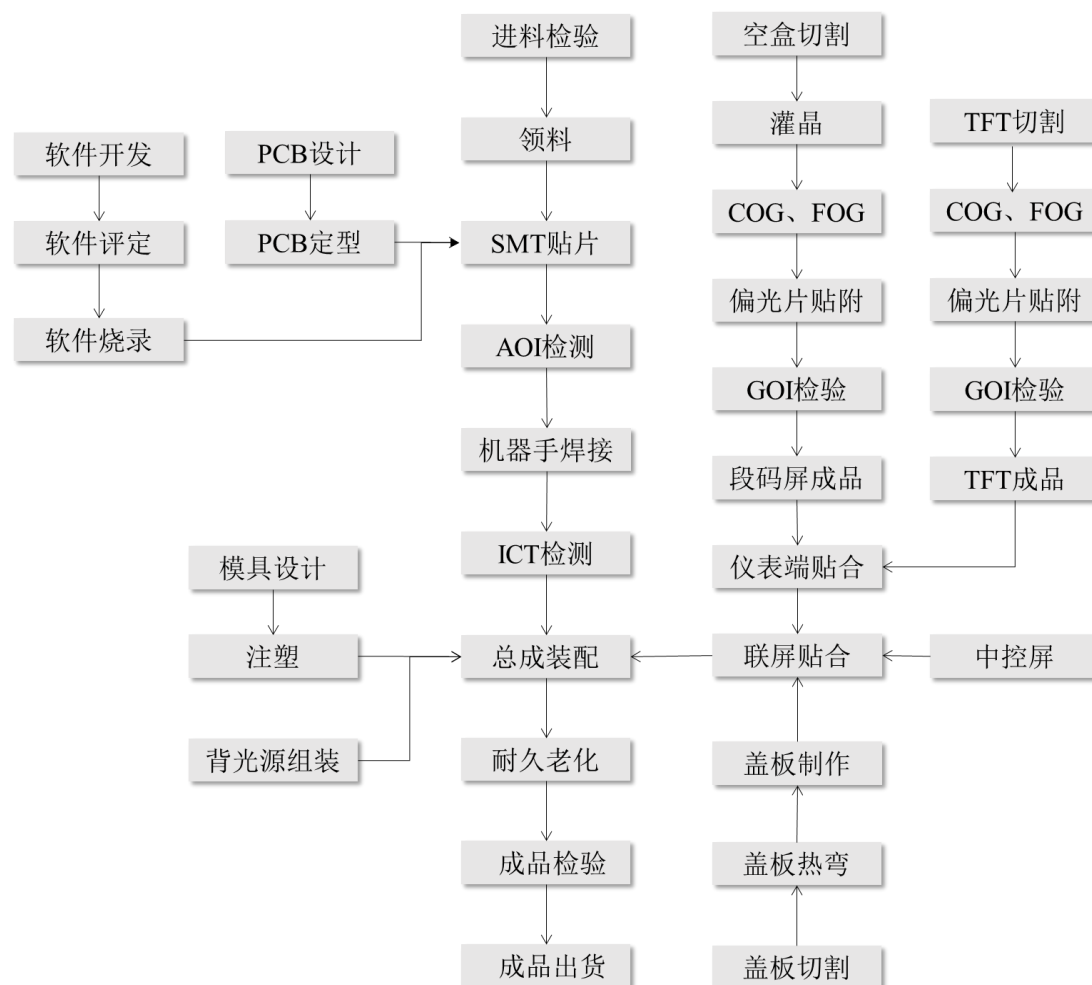 进料检验
空盒切割
领料
灌晶
TFT切割
软件开发
PCB设计
COG、FOG
COG、FOG
软件评定
PCB定型
SMT贴片
偏光片贴附
偏光片贴附
软件烧录
AOI检测
GOI检验
GOI检验
机器手焊接
段码屏成品
TFT成品
模具设计
ICT检测
仪表端贴合
注塑
总成装配
联屏贴合
中控屏
背光源组装
耐久老化
盖板制作
成品检验
盖板热弯
成品出货
盖板切割